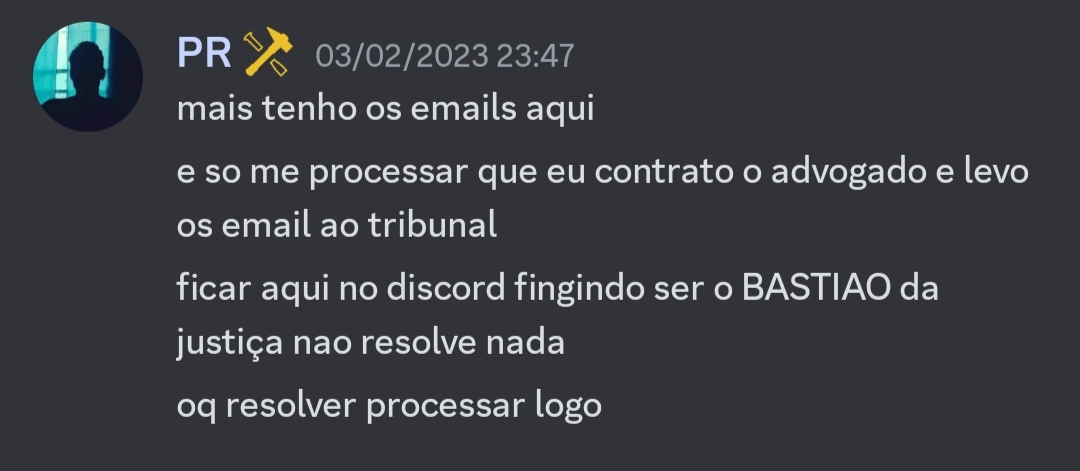 PR 03/02/2023 23:47
mais tenho os emails aqui
e so me processar que eu contrato o advogado e levo
os email ao tribunal
ficar aqui no discord fingindo ser o BASTIAO da
justiça nao resolve nada
oq resolver processar logo